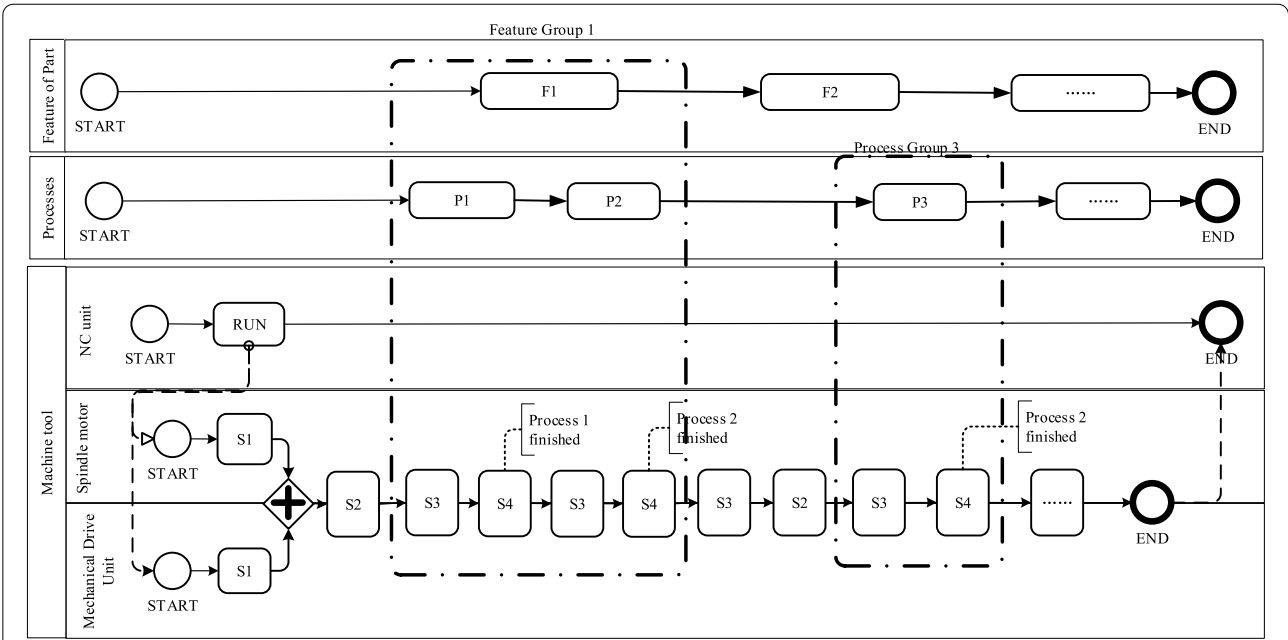 Feature Group 1
Feature of Part
START
F1
F2
......
END
Process Group 3
Processes
START
P1
P2
P3
......
END
Machine tool
NC unit
START
RUN
END
Spindle motor
START
S1
Process 1
finished
Process 2
finished
Process 2
finished
S2
S3
S4
S3
S4
S3
S2
S3
S4
......
END
Mechanical Drive
Unit
START
S1